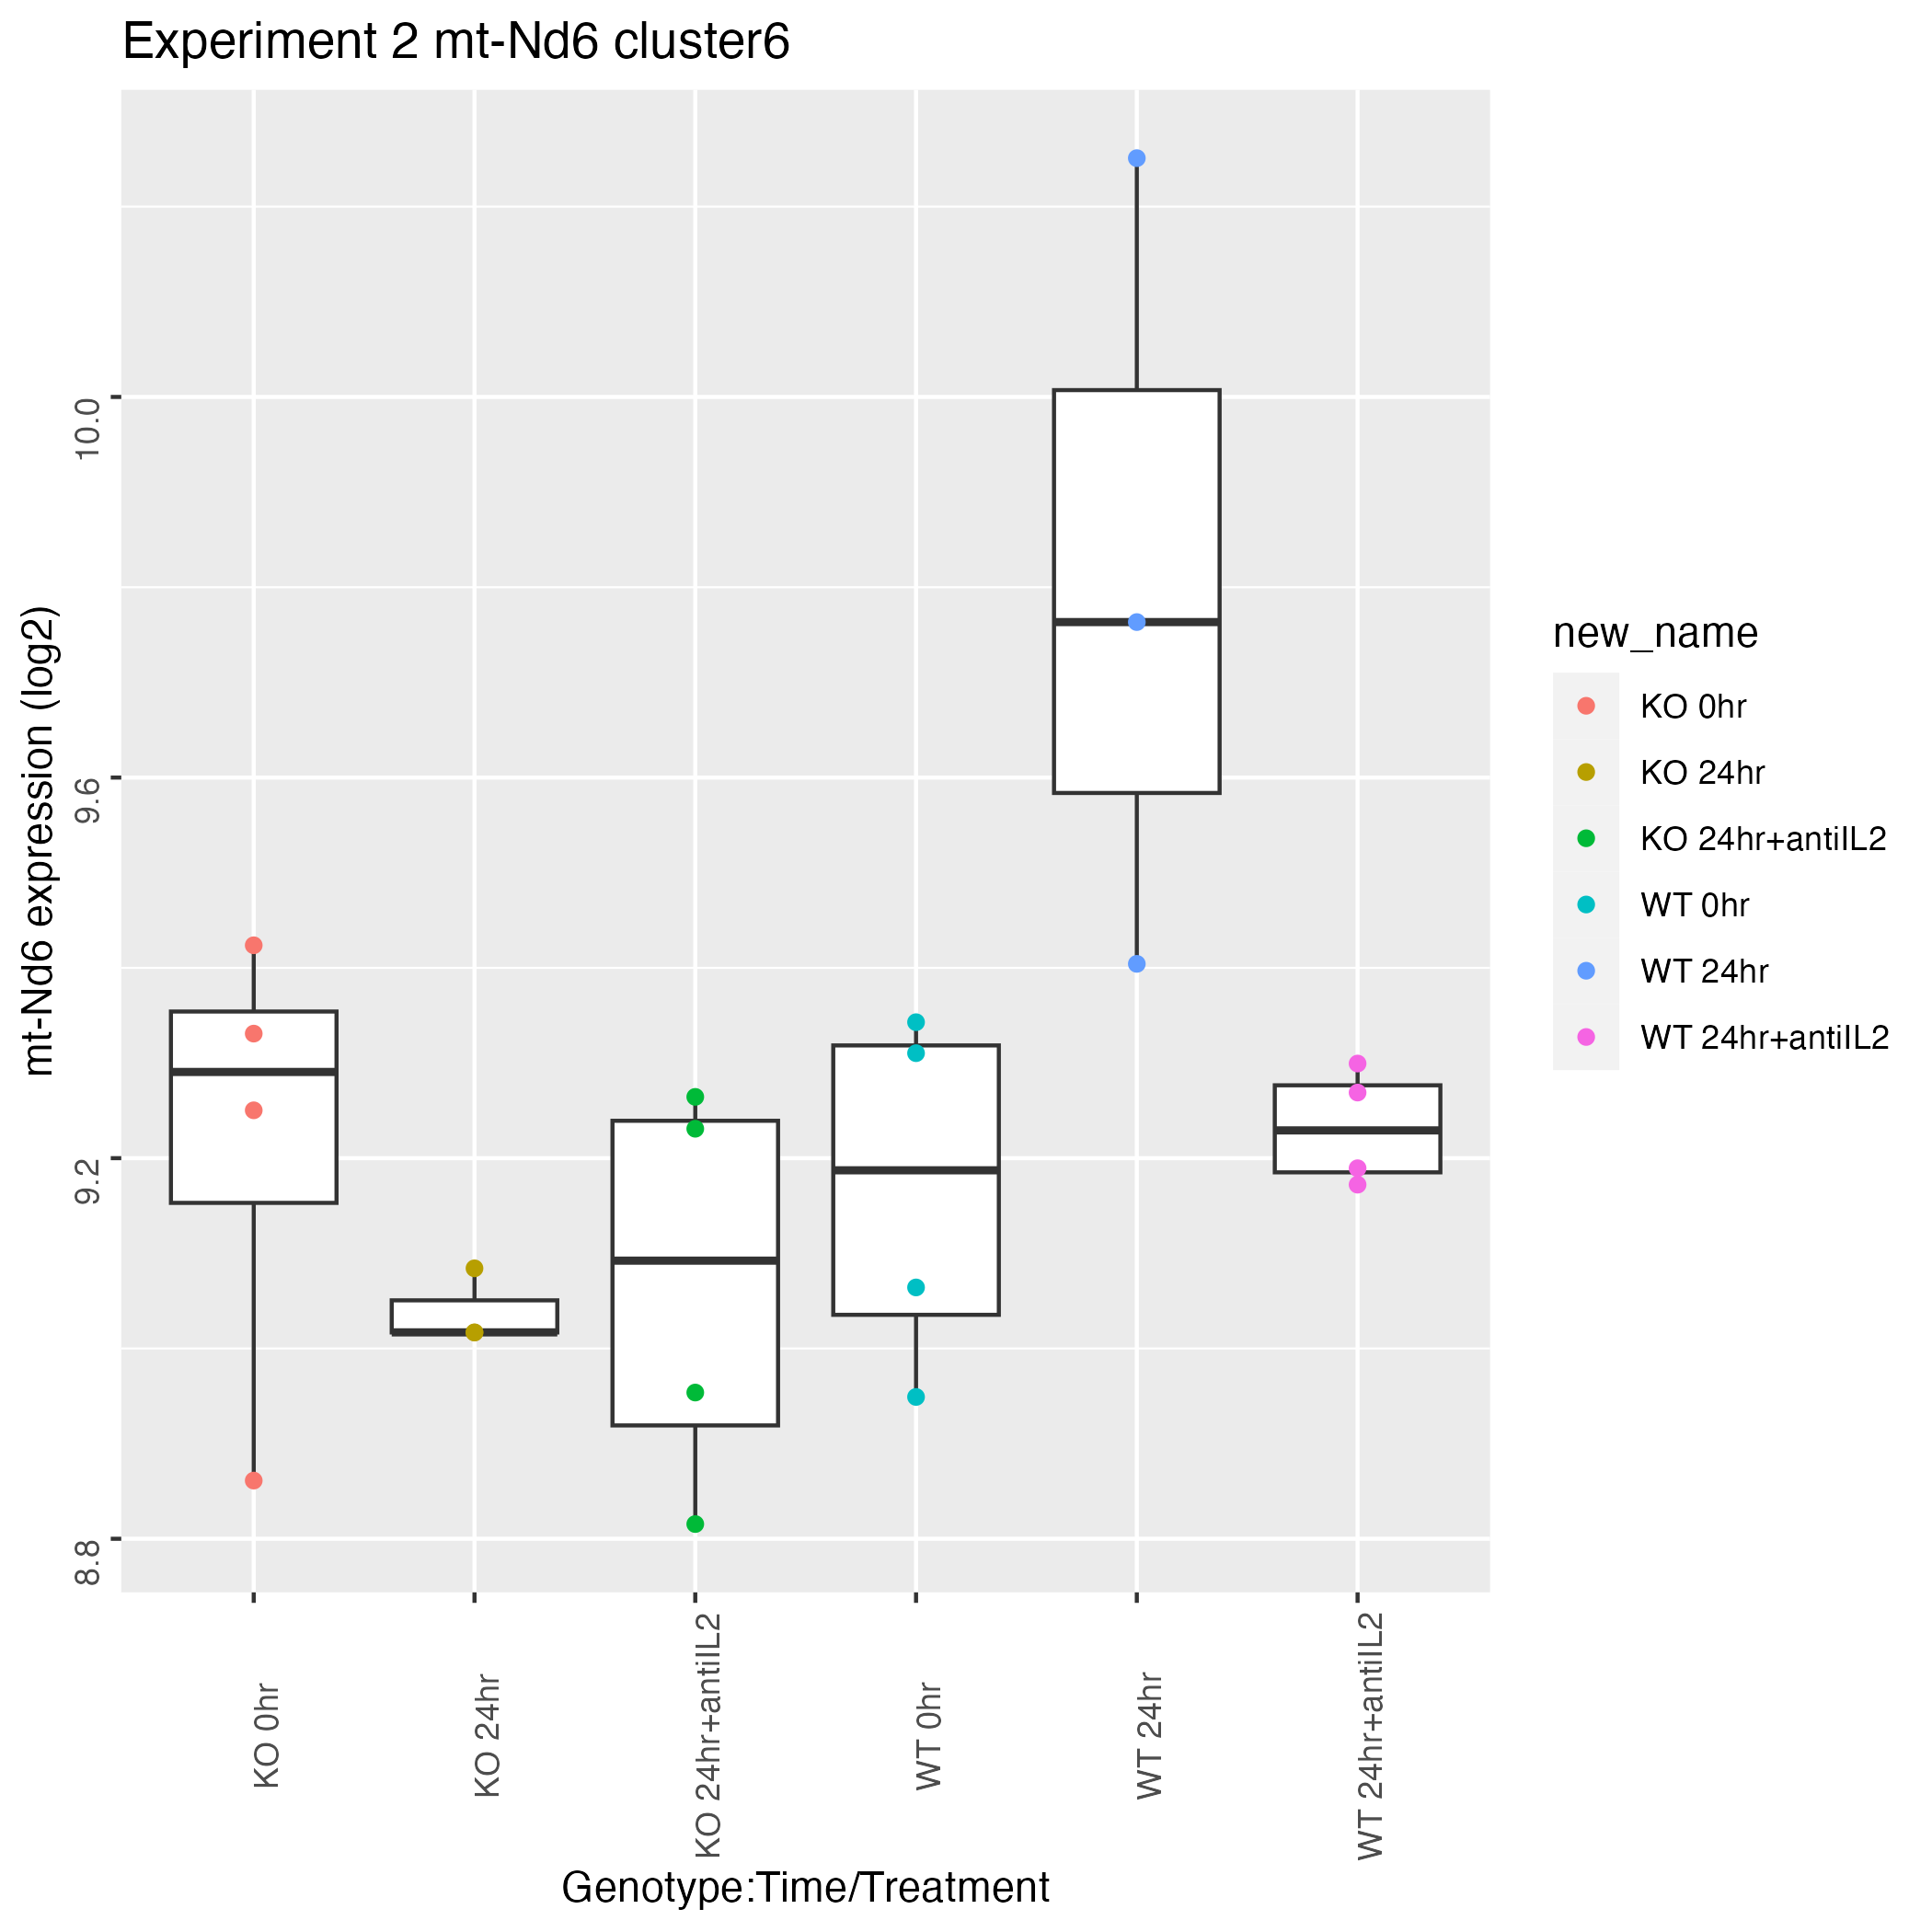 Experiment 2 mt-Nd6 cluster6
mt-Nd6 expression (log2)
10.0
9.6
9.2
8.8
KO 0hr
KO 24hr
KO 24hr+antiIL2
WT 0hr
WT 24hr
WT 24hr+antiIL2
Genotype:Time/Treatment
new_name
KO 0hr
KO 24hr
KO 24hr+antiIL2
WT 0hr
WT 24hr
WT 24hr+antiIL2